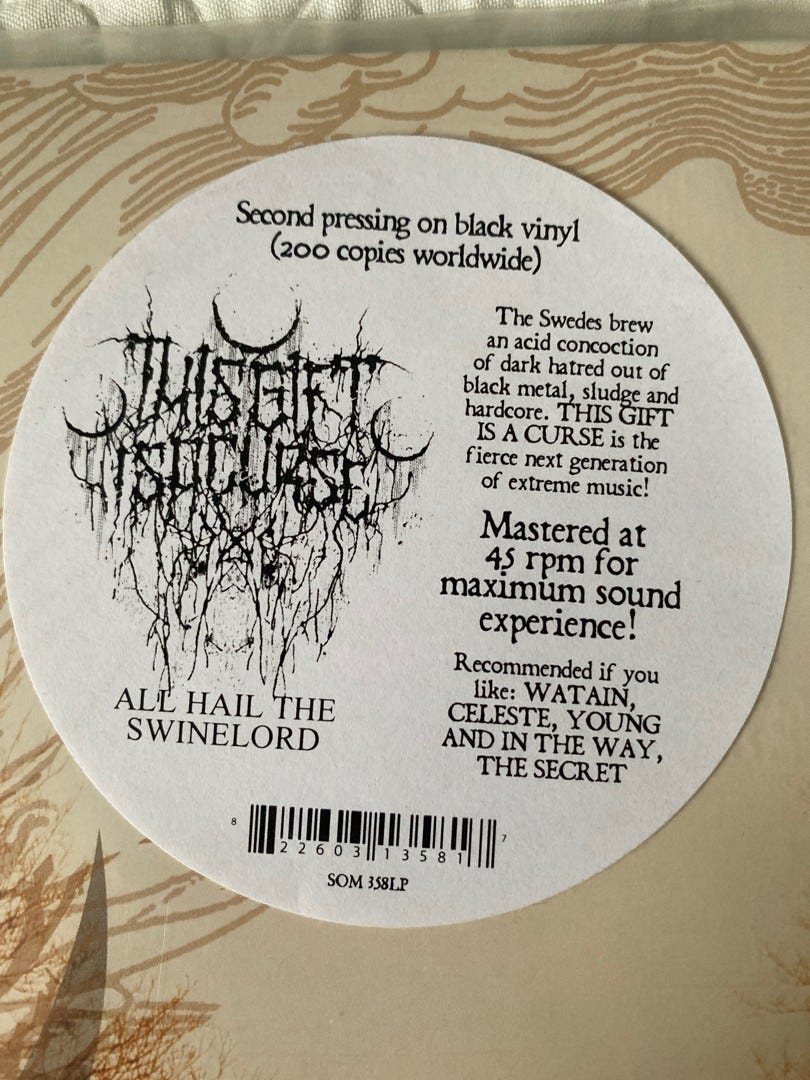 Second pressing on black vinyl
(200 copies worldwide)
THIS GIFT
IS A CURSE
ALL HAIL THE
SWINELORD
The Swedes brew
an acid concoction
of dark hatred out of
black metal, sludge and
hardcore. THIS GIFT
IS A CURSE is the
fierce next generation
of extreme music!
Mastered at
45 rpm for
maximum sound
experience!
Recommended if you
like: WATAIN,
CELESTE, YOUNG
AND IN THE WAY,
THE SECRET
8 22603 13581 7
SOM 358LP